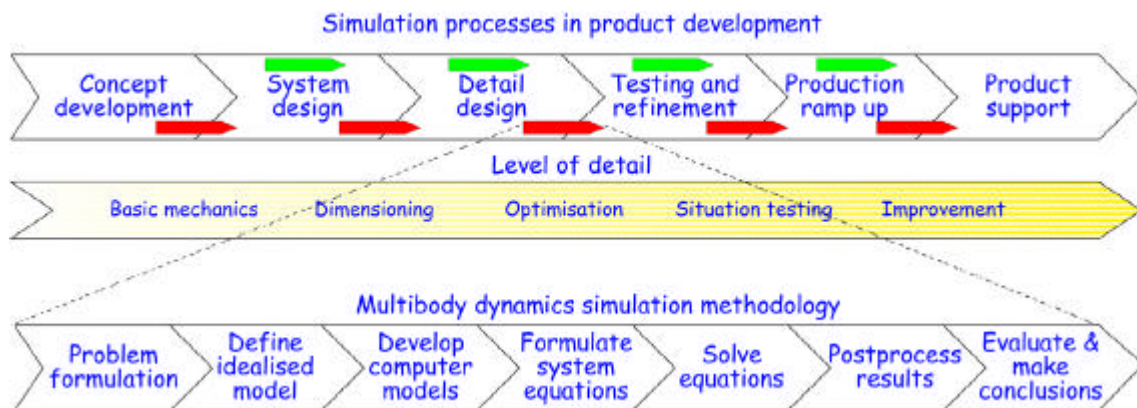 Simulation processes in product development
Concept
development
System
design
Detail
design
Testing and
refinement
Production
ramp up
Product
support
Level of detail
Basic mechanics
Dimensioning
Optimisation
Situation testing
Improvement
Multibody dynamics simulation methodology
Problem
formulation
Define
idealised
model
Develop
computer
models
Formulate
system
equations
Solve
equations
Postprocess
results
Evaluate &
make
conclusions